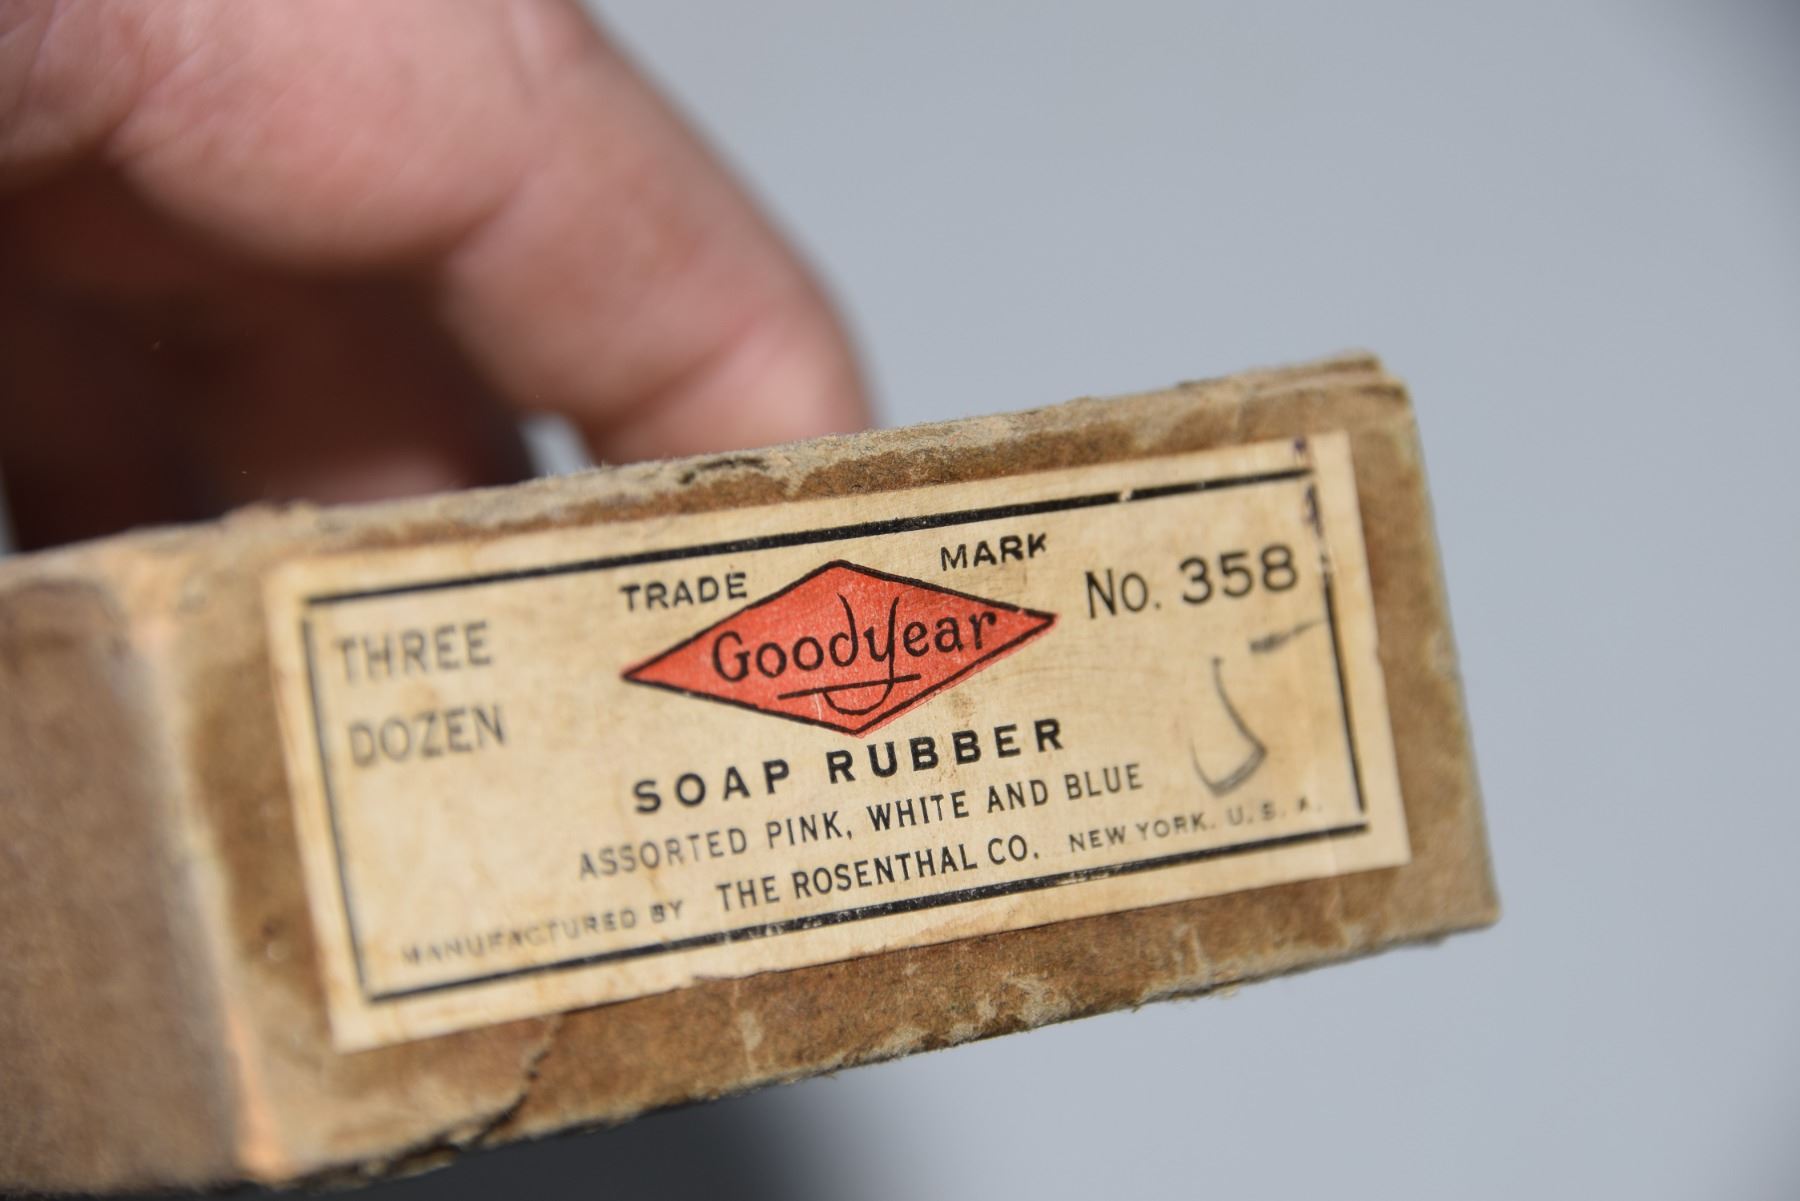 TRADE MARK
No. 358
THREE
DOZEN
GoodYear
SOAP RUBBER
ASSORTED PINK, WHITE AND BLUE
MANUFACTURED BY THE ROSENTHAL CO. NEW YORK. U.S.A.